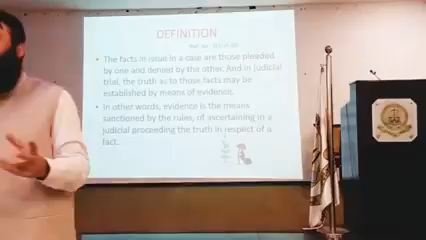 DEFINITION
• The facts in issue in a case are those pleaded
by one and denied by the other. And in judicial
trial, the truth as to those facts may be
established by means of evidence.
• In other words, evidence is the means
sanctioned by the rules, of ascertaining in a
judicial proceeding the truth in respect of a
fact.